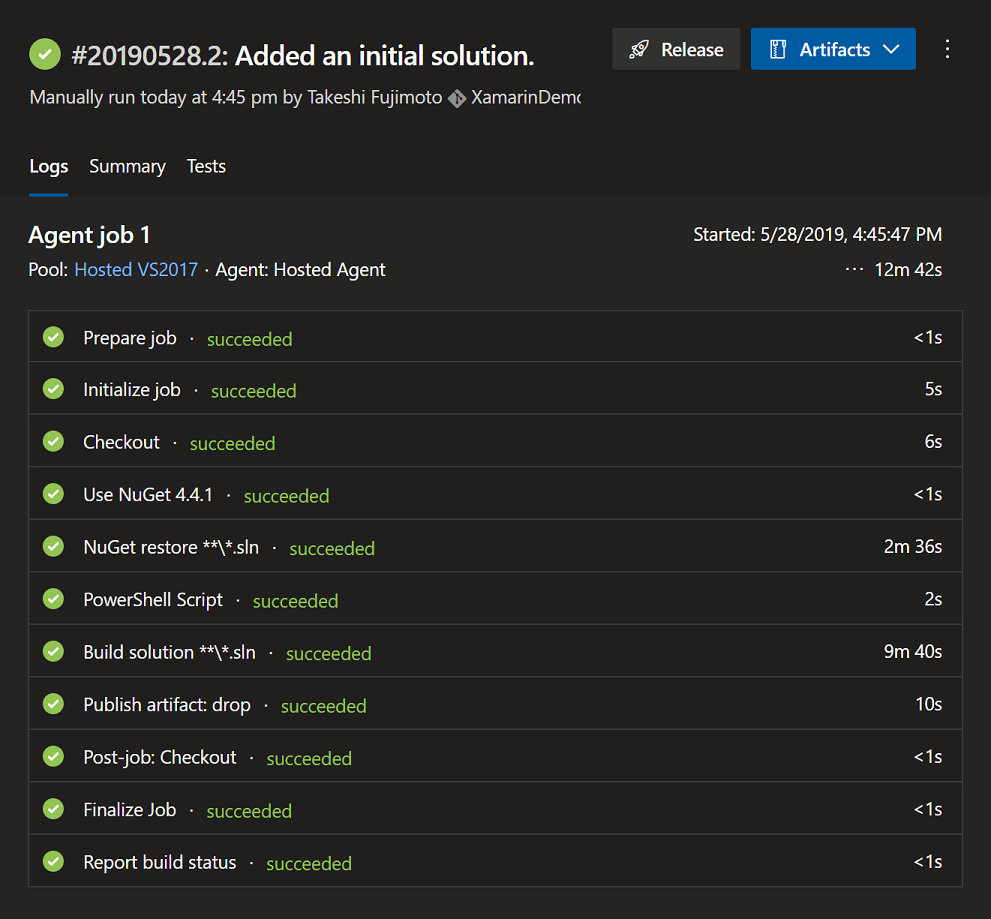 #20190528.2: Added an initial solution.
Release
Artifacts
Manually run today at 4:45 pm by Takeshi Fujimoto XamarinDemo
Logs Summary Tests
Agent job 1
Started: 5/28/2019, 4:45:47 PM
Pool: Hosted VS2017 · Agent: Hosted Agent
··· 12m 42s
Prepare job · succeeded <1s
Initialize job · succeeded 5s
Checkout · succeeded 6s
Use NuGet 4.4.1 · succeeded <1s
NuGet restore **\*.sln · succeeded 2m 36s
PowerShell Script · succeeded 2s
Build solution **\*.sln · succeeded 9m 40s
Publish artifact: drop · succeeded 10s
Post-job: Checkout · succeeded <1s
Finalize Job · succeeded <1s
Report build status · succeeded <1s